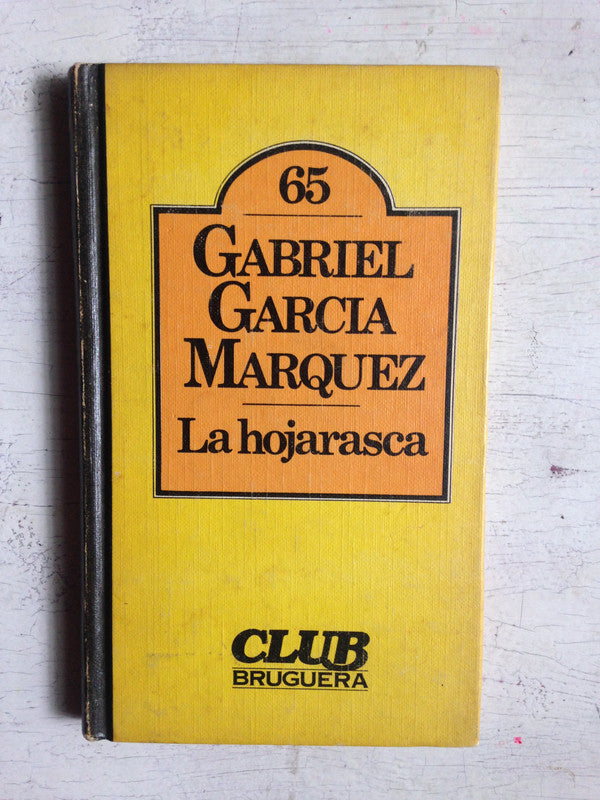 65
GABRIEL
GARCIA
MARQUEZ
La hojarasca
CLUB
BRUGUERA